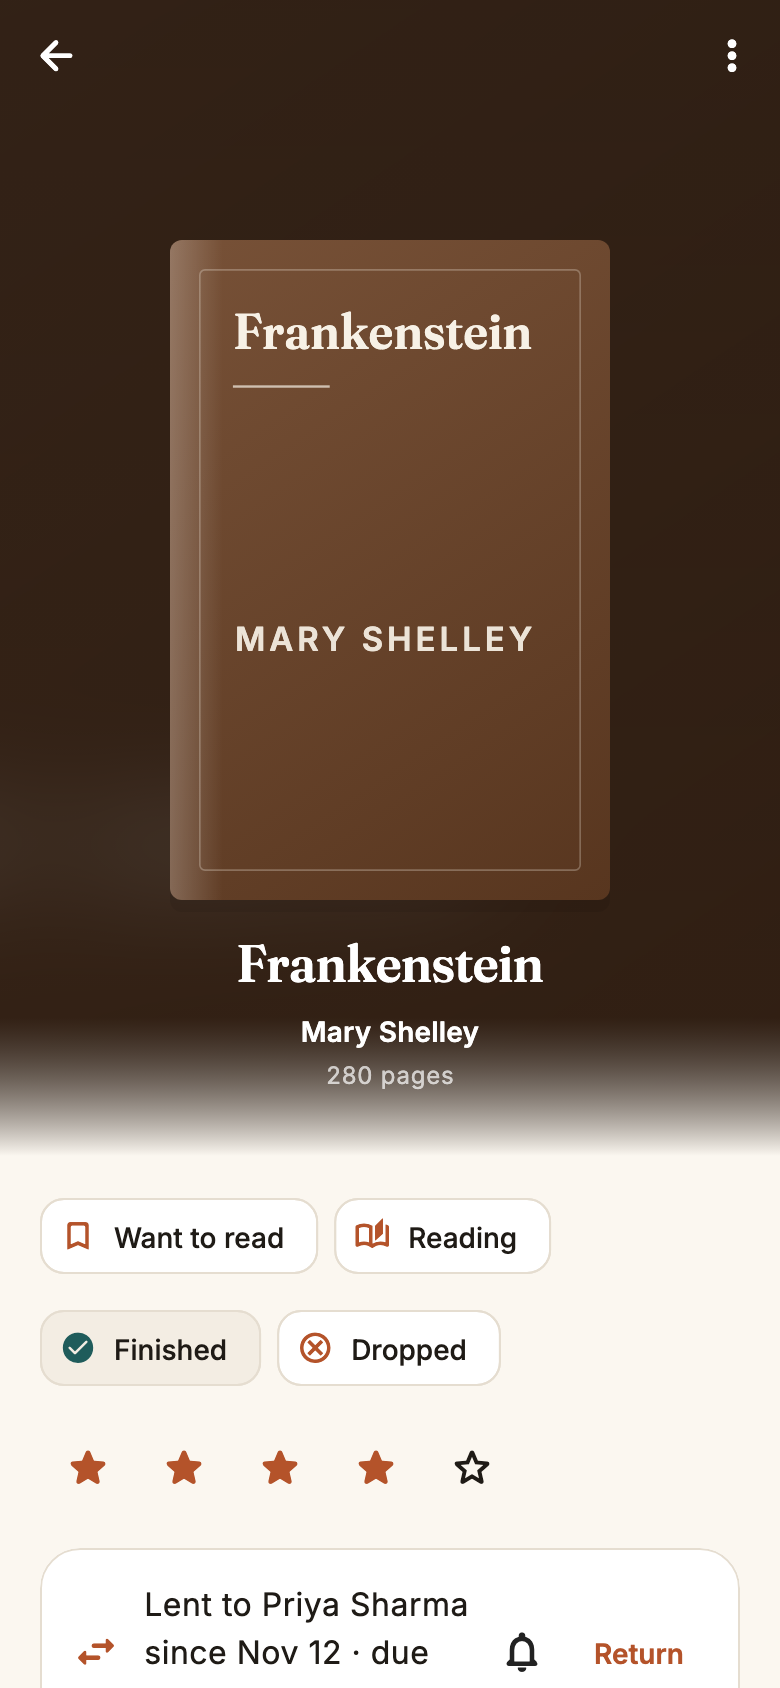 Frankenstein
MARY SHELLEY
Frankenstein
Mary Shelley
280 pages
Want to read
Reading
Finished
Dropped
Lent to Priya Sharma
since Nov 12 · due
Return